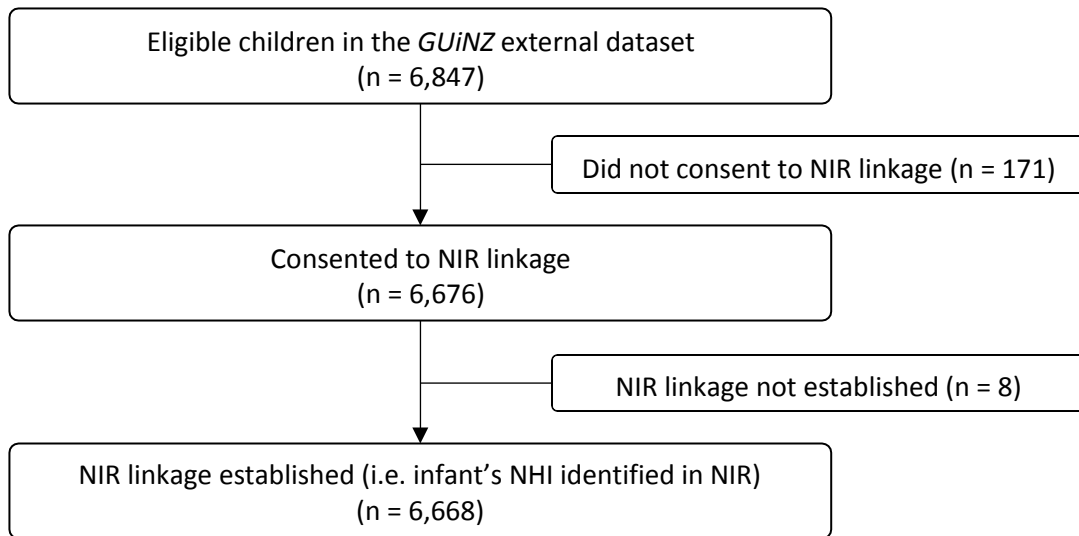 Eligible children in the GUiNZ external dataset
(n = 6,847)
Did not consent to NIR linkage (n = 171)
Consented to NIR linkage
(n = 6,676)
NIR linkage not established (n = 8)
NIR linkage established (i.e. infant’s NHI identified in NIR)
(n = 6,668)